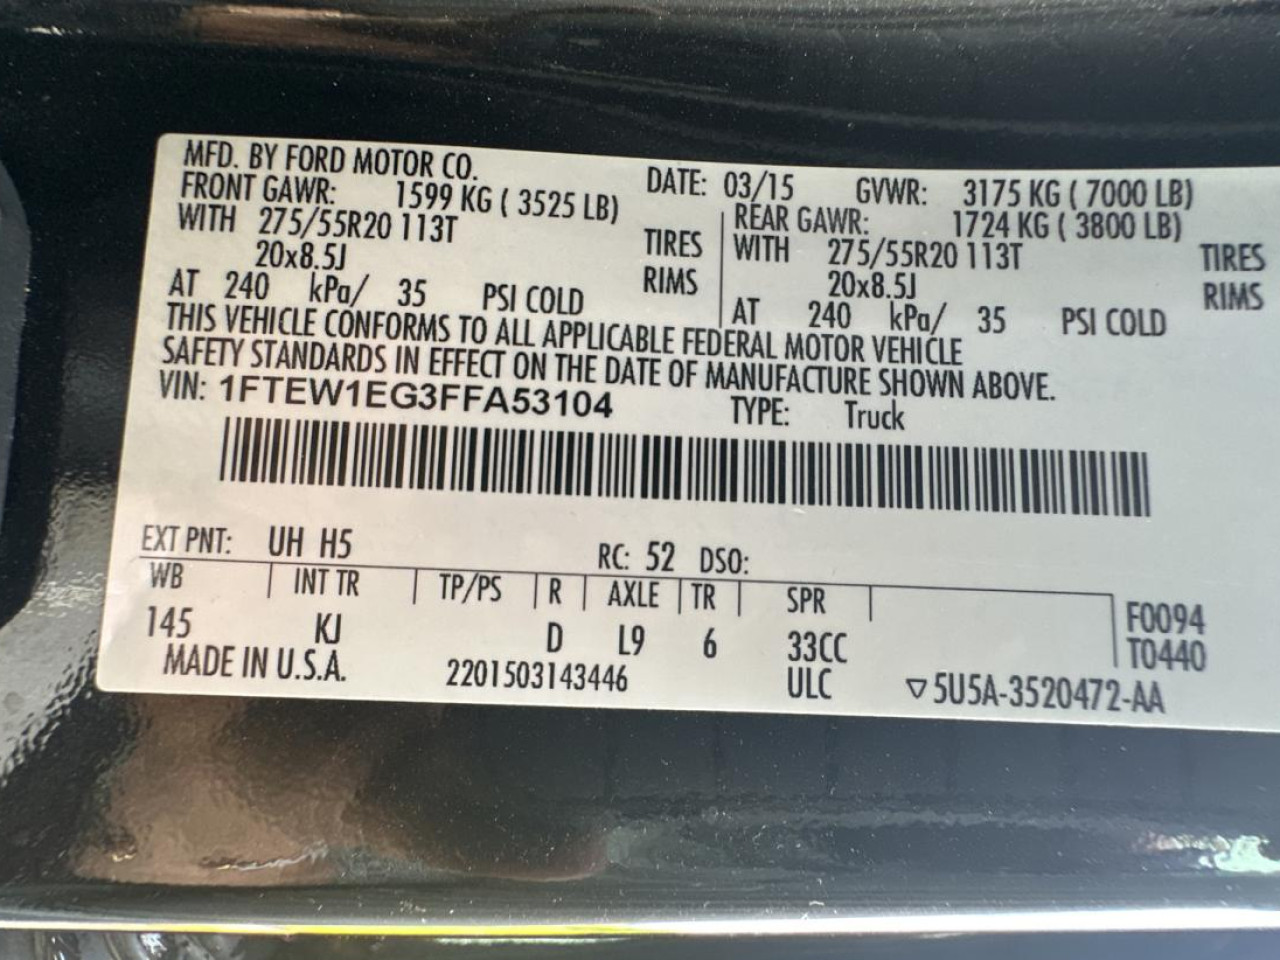 MFD. BY FORD MOTOR CO. DATE: 03/15 GVWR: 3175 KG ( 7000 LB)
FRONT GAWR: 1599 KG ( 3525 LB) REAR GAWR: 1724 KG ( 3800 LB)
WITH 275/55R20 113T TIRES WITH 275/55R20 113T TIRES
20x8.5J RIMS 20x8.5J RIMS
AT 240 kPa/ 35 PSI COLD AT 240 kPa/ 35 PSI COLD
THIS VEHICLE CONFORMS TO ALL APPLICABLE FEDERAL MOTOR VEHICLE
SAFETY STANDARDS IN EFFECT ON THE DATE OF MANUFACTURE SHOWN ABOVE.
VIN: 1FTEW1EG3FFA53104 TYPE: Truck
EXT PNT: UH H5 RC: 52 DSO:
WB INT TR TP/PS R AXLE TR SPR F0094
145 KJ D L9 6 33CC T0440
MADE IN U.S.A. 2201503143446 ULC ▽5U5A-3520472-AA